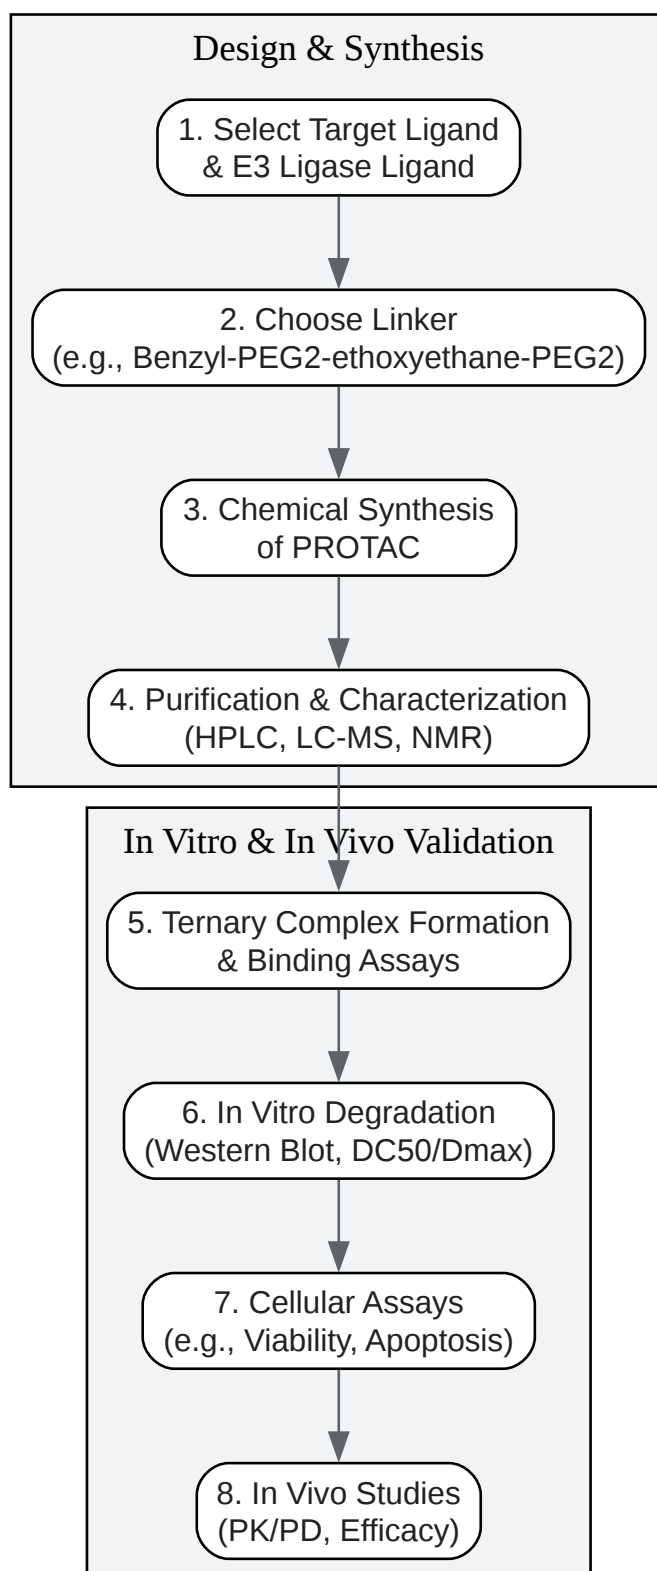 Design & Synthesis
1. Select Target Ligand
& E3 Ligase Ligand
2. Choose Linker
(e.g., Benzyl-PEG2-ethoxyethane-PEG2)
3. Chemical Synthesis
of PROTAC
4. Purification & Characterization
(HPLC, LC-MS, NMR)
In Vitro & In Vivo Validation
5. Ternary Complex Formation
& Binding Assays
6. In Vitro Degradation
(Western Blot, DC50/Dmax)
7. Cellular Assays
(e.g., Viability, Apoptosis)
8. In Vivo Studies
(PK/PD, Efficacy)